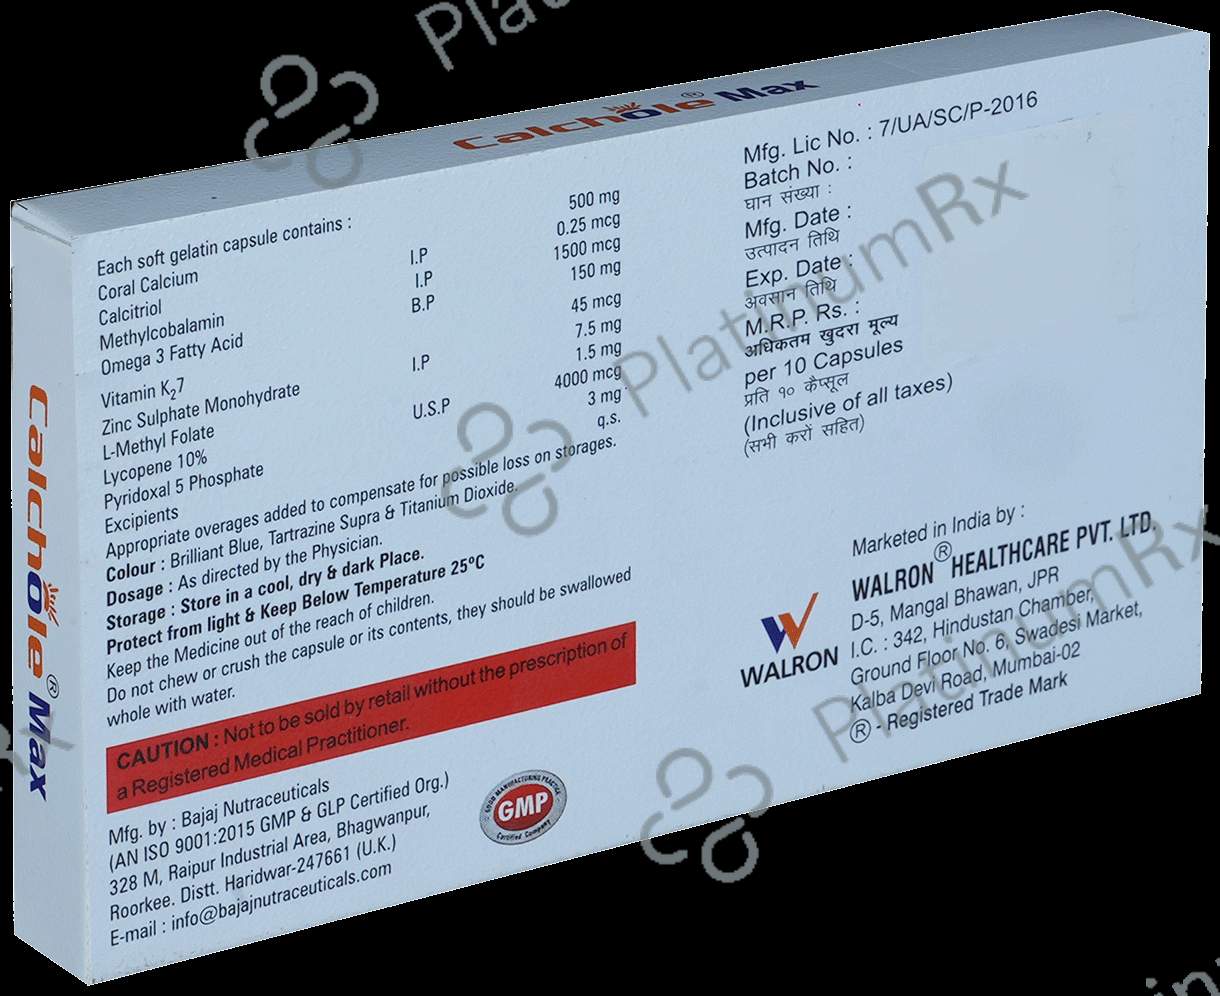 Calchole® Max
Each soft gelatin capsule contains :
Coral Calcium 500 mg
Calcitriol I.P 0.25 mcg
Methylcobalamin I.P 1500 mcg
Omega 3 Fatty Acid B.P 150 mg
Vitamin K₂7 45 mcg
Zinc Sulphate Monohydrate I.P 7.5 mg
L-Methyl Folate 1.5 mg
Lycopene 10% U.S.P 4000 mcg
Pyridoxal 5 Phosphate 3 mg
Excipients q.s.
Appropriate overages added to compensate for possible loss on storages.
Colour : Brilliant Blue, Tartrazine Supra & Titanium Dioxide.
Dosage : As directed by the Physician.
Storage : Store in a cool, dry & dark Place.
Protect from light & Keep Below Temperature 25°C
Keep the Medicine out of the reach of children.
Do not chew or crush the capsule or its contents, they should be swallowed
whole with water.
CAUTION : Not to be sold by retail without the prescription of
a Registered Medical Practitioner.
Mfg. by : Bajaj Nutraceuticals
(AN ISO 9001:2015 GMP & GLP Certified Org.)
328 M, Raipur Industrial Area, Bhagwanpur,
Roorkee. Distt. Haridwar-247661 (U.K.)
E-mail : info@bajajnutraceuticals.com
GOOD MANUFACTURING PRACTICE
GMP
Certified Company
Mfg. Lic No. : 7/UA/SC/P-2016
Batch No. :
घान संख्या :
Mfg. Date :
उत्पादन तिथि
Exp. Date :
अवसान तिथि
M.R.P. Rs. :
अधिकतम खुदरा मूल्य
per 10 Capsules
प्रति १० कैप्सूल
(Inclusive of all taxes)
(सभी करों सहित)
Marketed in India by :
WALRON® HEALTHCARE PVT. LTD.
D-5, Mangal Bhawan, JPR
I.C. : 342, Hindustan Chamber,
Ground Floor No. 6, Swadesi Market,
Kalba Devi Road, Mumbai-02
® - Registered Trade Mark
WALRON
Calchole® Max
PlatinumRx
PlatinumRx